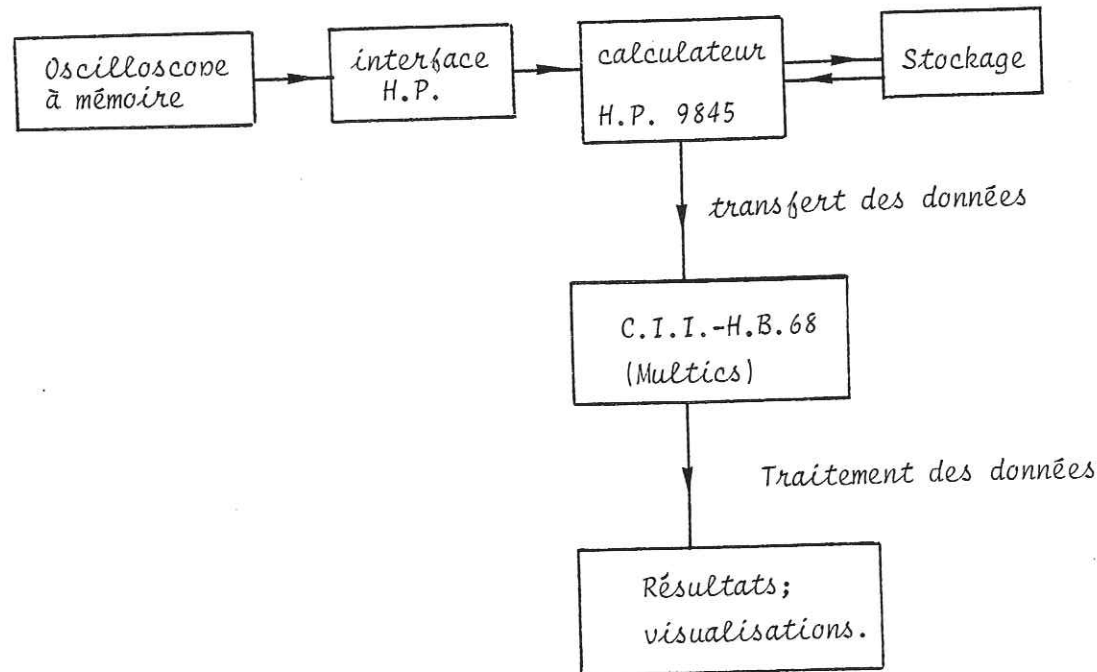 Oscilloscope
à mémoire
interface
H.P.
calculateur
H.P. 9845
Stockage
transfert des données
C.I.I.-H.B.68
(Multics)
Traitement des données
Résultats;
visualisations.